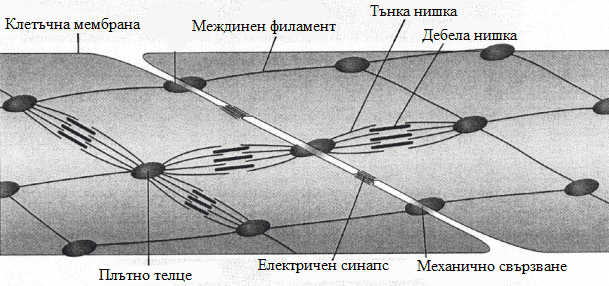 Клетъчна мембрана
Междинен филамент
Тънка нишка
Дебела нишка
Плътно телце
Електричен синапс
Механично свързване